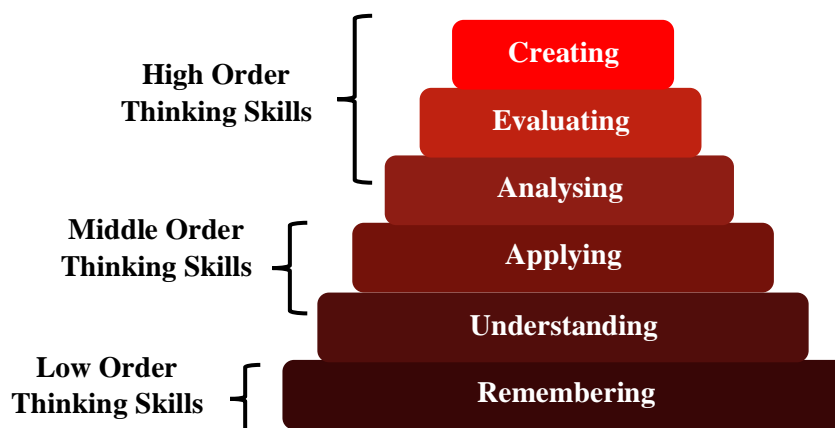 Creating
High Order
Thinking Skills
Evaluating
Analysing
Middle Order
Thinking Skills
Applying
Understanding
Low Order
Thinking Skills
Remembering